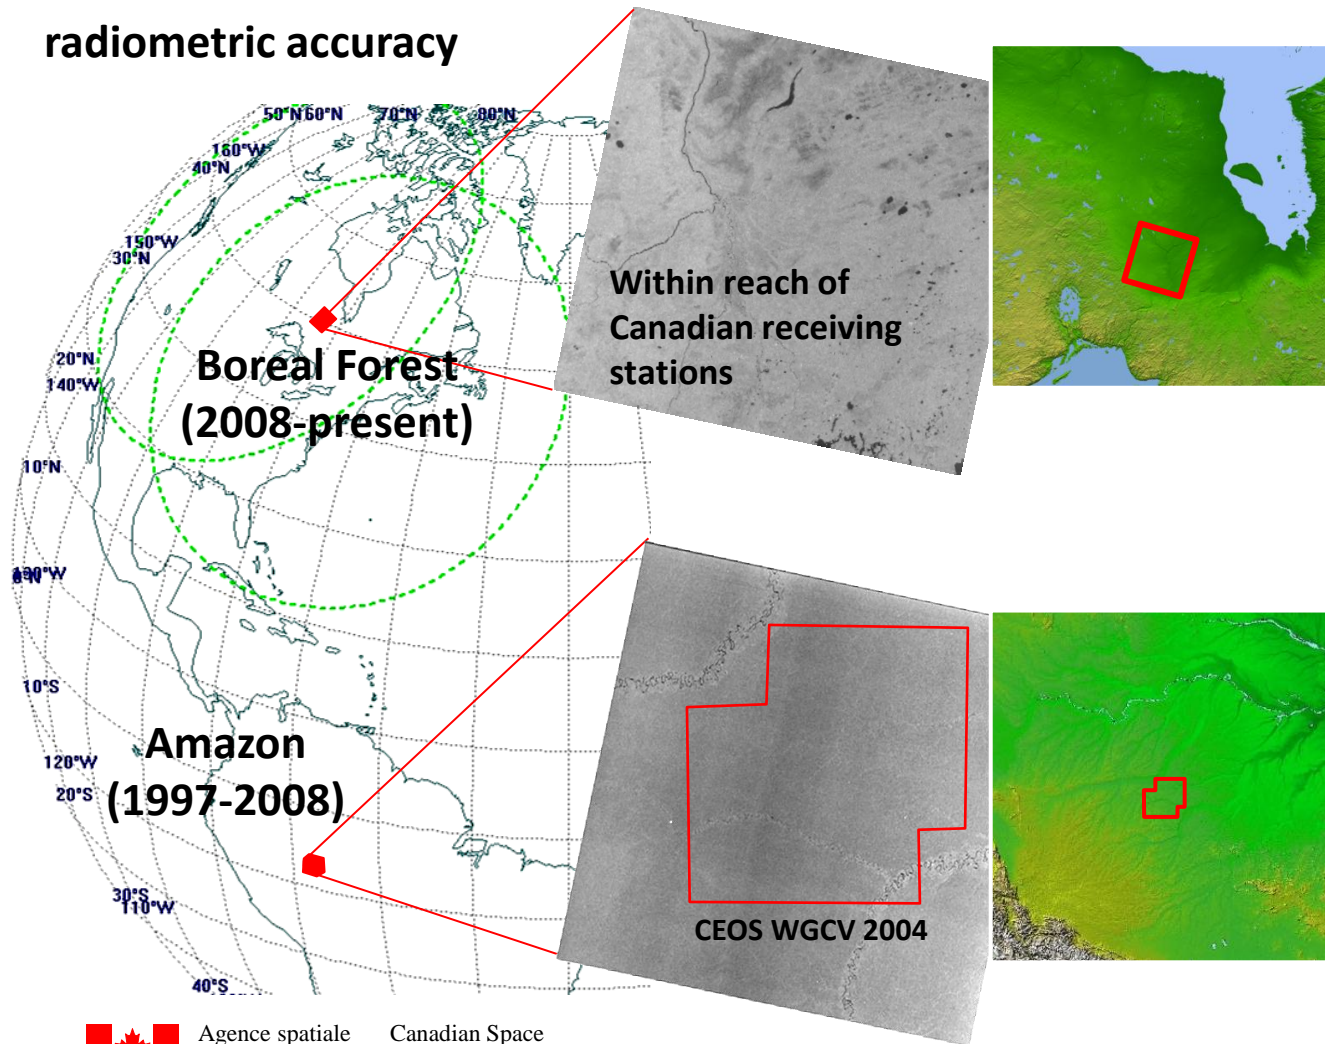 radiometric accuracy
50°N
60°N
70°N
80°N
160°W
40°N
150°W
30°N
20°N
140°W
10°N
10°S
120°W
20°S
30°S
110°W
40°S
Boreal Forest
(2008-present)
Within reach of
Canadian receiving
stations
Amazon
(1997-2008)
CEOS WGCV 2004
Agence spatiale
Canadian Space